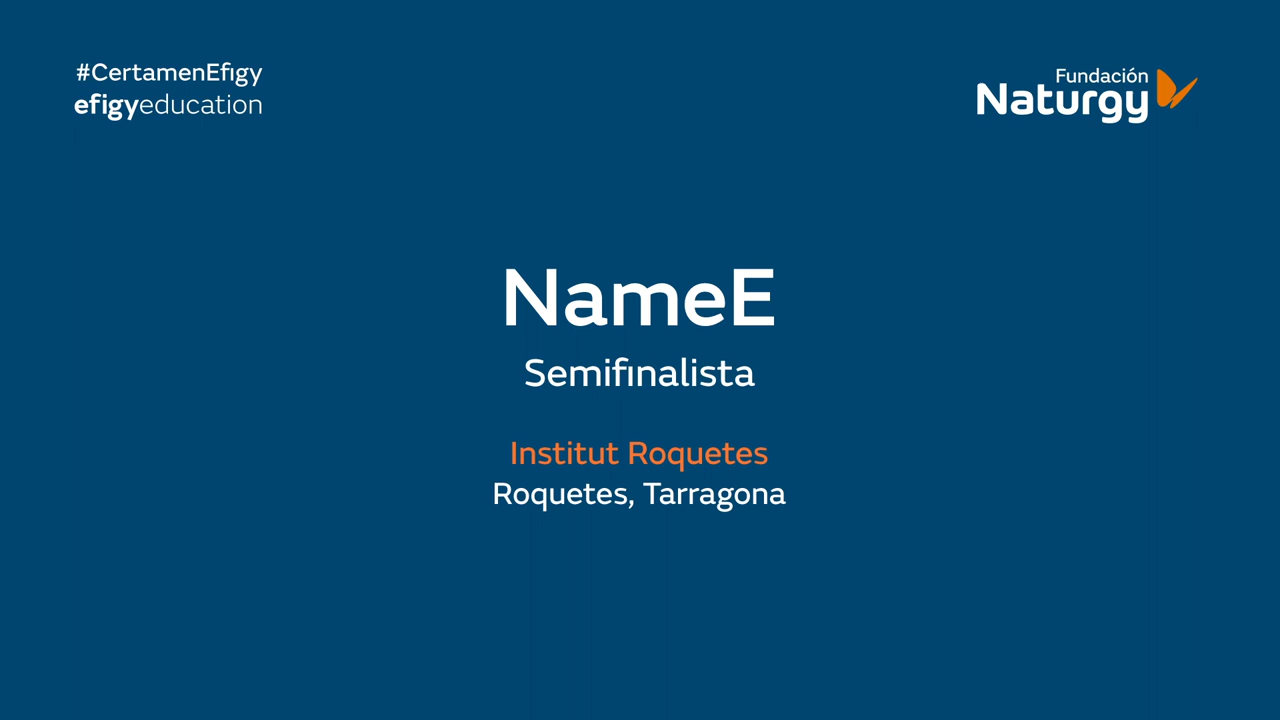 #CertamenEfigy
efigyeducation
Fundación
Naturgy
NameE
Semifinalista
Institut Roquetes
Roquetes, Tarragona